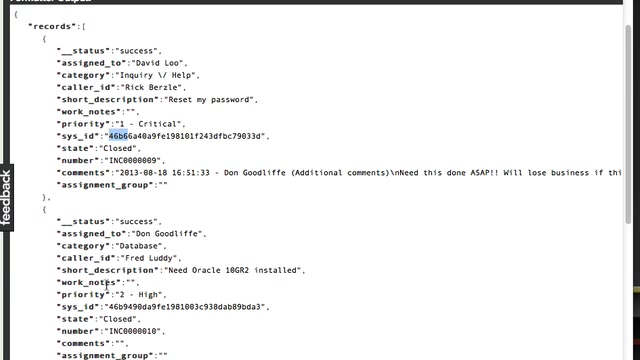 {
"records":[
{
"__status":"success",
"assigned_to":"David Loo",
"category":"Inquiry \/ Help",
"caller_id":"Rick Berzle",
"short_description":"Reset my password",
"work_notes":"",
"priority":"1 - Critical",
"sys_id":"46b66a40a9fe198101f243dfbc79033d",
"state":"Closed",
"number":"INC0000009",
"comments":"2013-08-18 16:51:33 - Don Goodliffe (Additional comments)\nNeed this done ASAP!! Will lose business if thi
"assignment_group":""
},
{
"__status":"success",
"assigned_to":"Don Goodliffe",
"category":"Database",
"caller_id":"Fred Luddy",
"short_description":"Need Oracle 10GR2 installed",
"work_notes":"",
"priority":"2 - High",
"sys_id":"46b9490da9fe1981003c938dab89bda3",
"state":"Closed",
"number":"INC0000010",
"comments":"",
"assignment_group":""
feedback